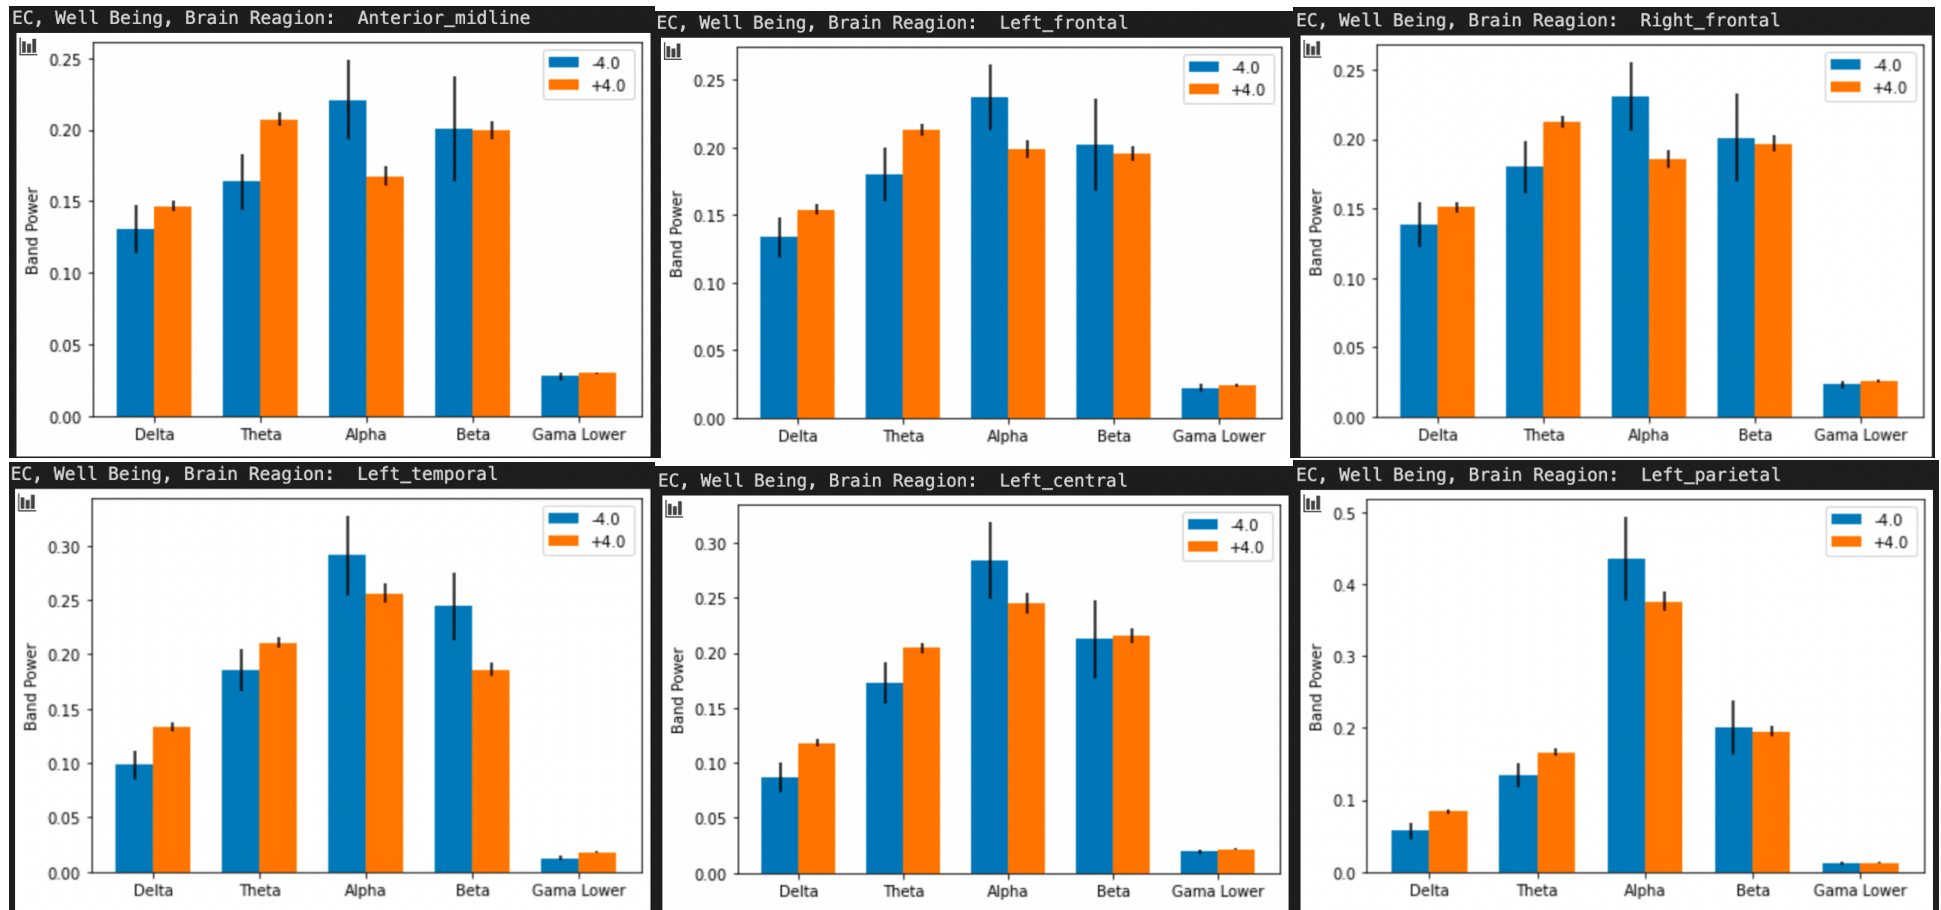 EC, Well Being, Brain Reagion:  Anterior_midline
0.25
0.20
0.15
0.10
0.05
0.00
Band Power
-4.0
+4.0
Delta Theta Alpha Beta Gama Lower
EC, Well Being, Brain Reagion:  Left_frontal
0.25
0.20
0.15
0.10
0.05
0.00
Band Power
-4.0
+4.0
Delta Theta Alpha Beta Gama Lower
EC, Well Being, Brain Reagion:  Right_frontal
0.25
0.20
0.15
0.10
0.05
0.00
Band Power
-4.0
+4.0
Delta Theta Alpha Beta Gama Lower
EC, Well Being, Brain Reagion:  Left_temporal
0.30
0.25
0.20
0.15
0.10
0.05
0.00
Band Power
-4.0
+4.0
Delta Theta Alpha Beta Gama Lower
EC, Well Being, Brain Reagion:  Left_central
0.30
0.25
0.20
0.15
0.10
0.05
0.00
Band Power
-4.0
+4.0
Delta Theta Alpha Beta Gama Lower
EC, Well Being, Brain Reagion:  Left_parietal
0.5
0.4
0.3
0.2
0.1
0.0
Band Power
-4.0
+4.0
Delta Theta Alpha Beta Gama Lower